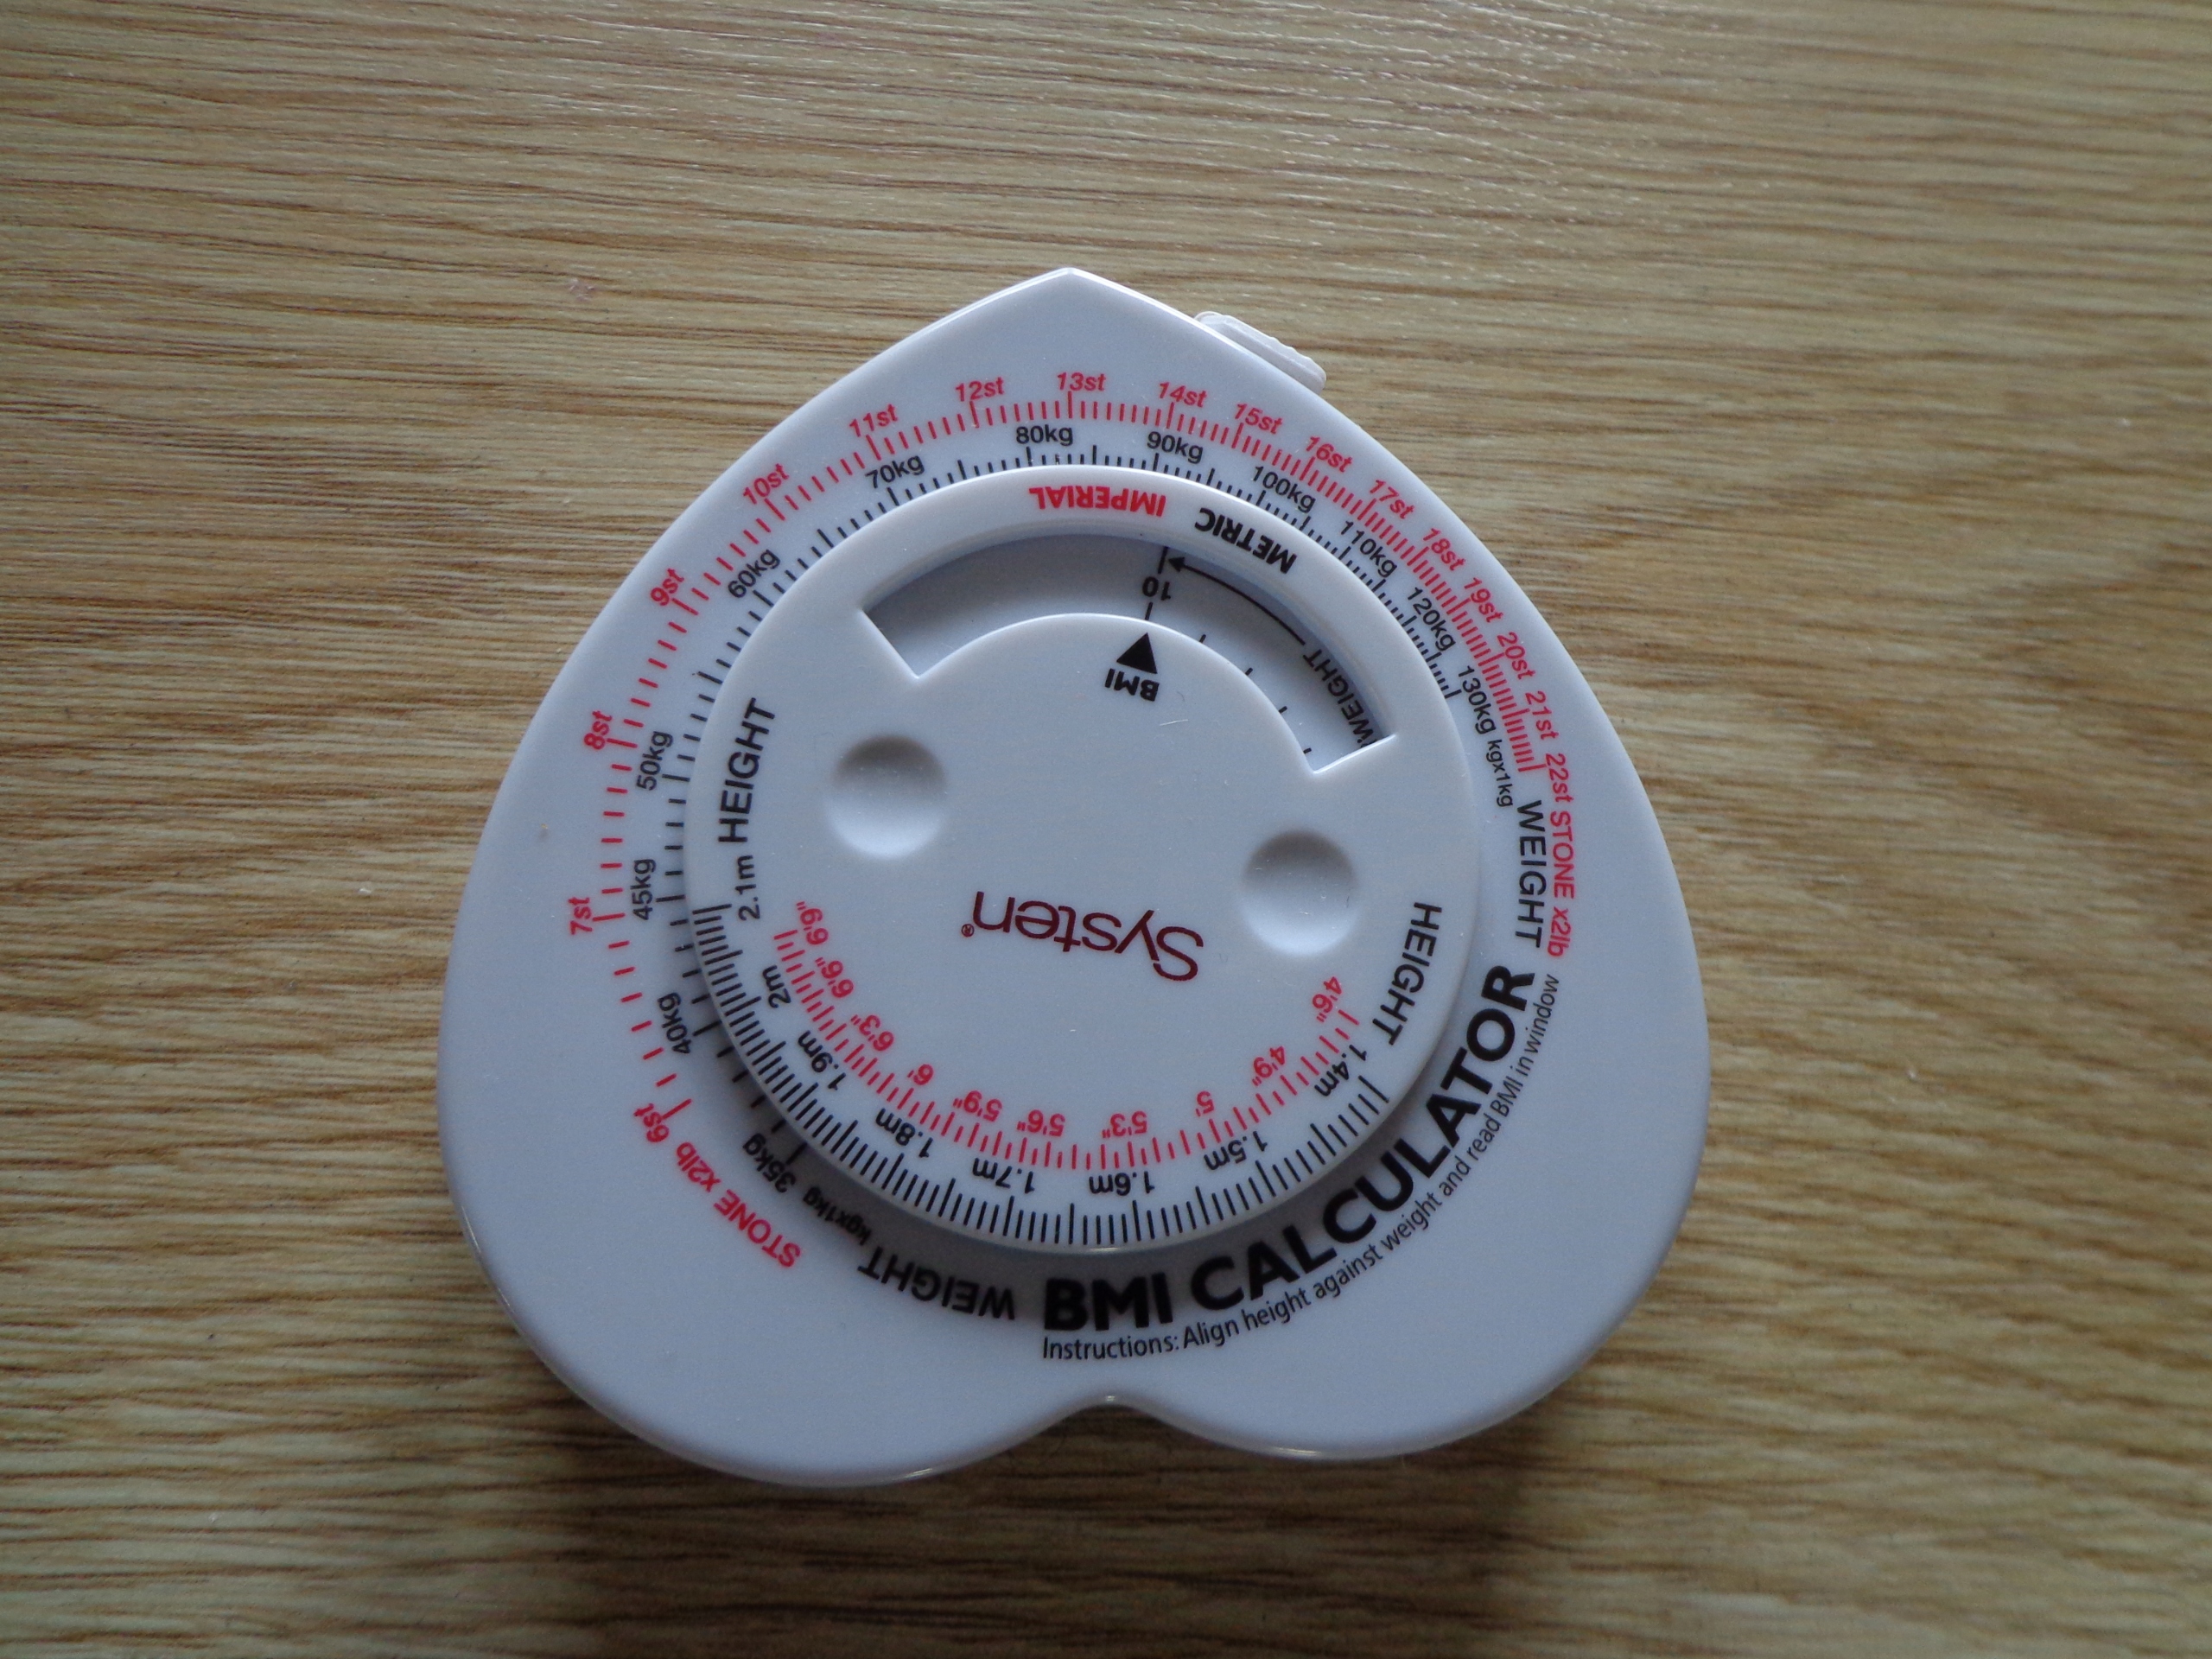 6st 7st 8st 9st 10st 11st 12st 13st 14st 15st 16st 17st 18st 19st 20st 21st 22st STONE x2lb
STONE x2lb
35kg 40kg 45kg 50kg 60kg 70kg 80kg 90kg 100kg 110kg 120kg 130kg kgx1kg
kgx1kg
WEIGHT
WEIGHT
IMPERIAL
METRIC
10
WEIGHT
BMI
Systen®
HEIGHT
HEIGHT
4'6" 4'9" 5' 5'3" 5'6" 5'9" 6' 6'3" 6'6" 6'9"
1.4m 1.5m 1.6m 1.7m 1.8m 1.9m 2m 2.1m
BMI CALCULATOR
Instructions: Align height against weight and read BMI in window